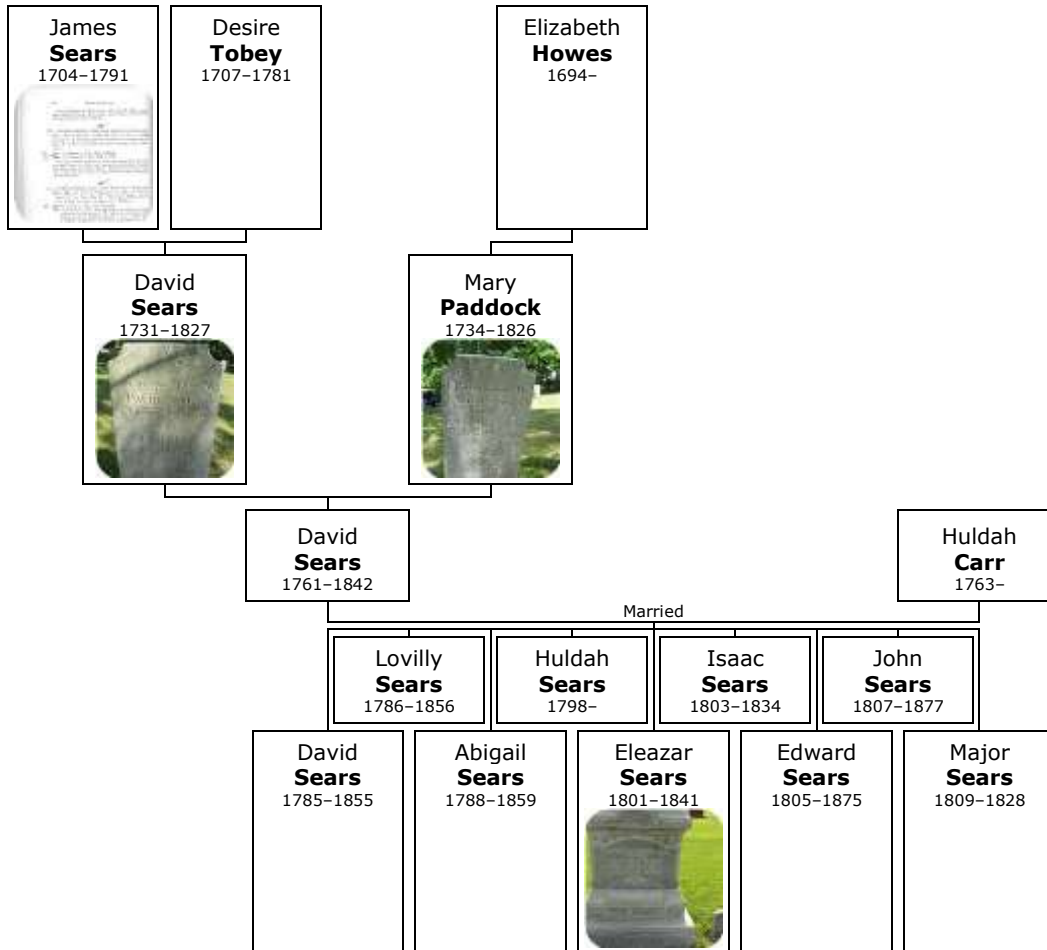 James
Sears
1704–1791
Desire
Tobey
1707–1781
Elizabeth
Howes
1694–
David
Sears
1731–1827
Mary
Paddock
1734–1826
David
Sears
1761–1842
Huldah
Carr
1763–
Married
Lovilly
Sears
1786–1856
Huldah
Sears
1798–
Isaac
Sears
1803–1834
John
Sears
1807–1877
David
Sears
1785–1855
Abigail
Sears
1788–1859
Eleazar
Sears
1801–1841
Edward
Sears
1805–1875
Major
Sears
1809–1828